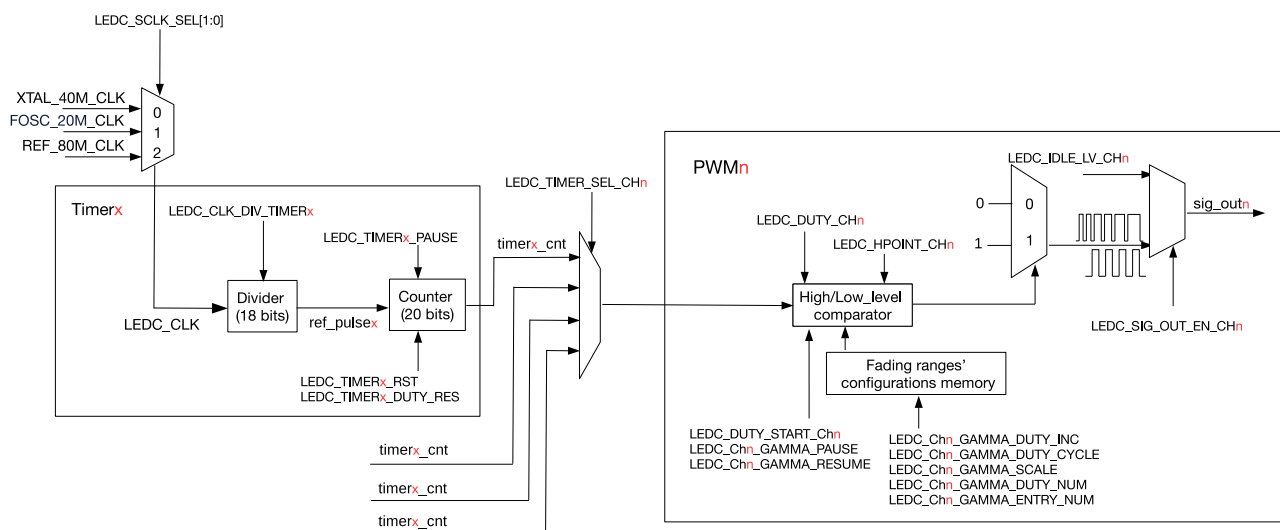 LEDC_SCLK_SEL[1:0]
XTAL_40M_CLK
FOSC_20M_CLK
REF_80M_CLK
0
1
2
Timerx
LEDC_CLK_DIV_TIMERx
LEDC_TIMERx_PAUSE
LEDC_CLK
Divider
(18 bits)
ref_pulsex
Counter
(20 bits)
LEDC_TIMERx_RST
LEDC_TIMERx_DUTY_RES
LEDC_TIMER_SEL_CHn
timerx_cnt
timerx_cnt
timerx_cnt
timerx_cnt
PWMn
LEDC_DUTY_CHn
LEDC_HPOINT_CHn
High/Low_level
comparator
Fading ranges'
configurations memory
LEDC_DUTY_START_Chn
LEDC_Chn_GAMMA_PAUSE
LEDC_Chn_GAMMA_RESUME
LEDC_Chn_GAMMA_DUTY_INC
LEDC_Chn_GAMMA_DUTY_CYCLE
LEDC_Chn_GAMMA_SCALE
LEDC_Chn_GAMMA_DUTY_NUM
LEDC_Chn_GAMMA_ENTRY_NUM
0
0
1
1
LEDC_IDLE_LV_CHn
sig_outn
LEDC_SIG_OUT_EN_CHn